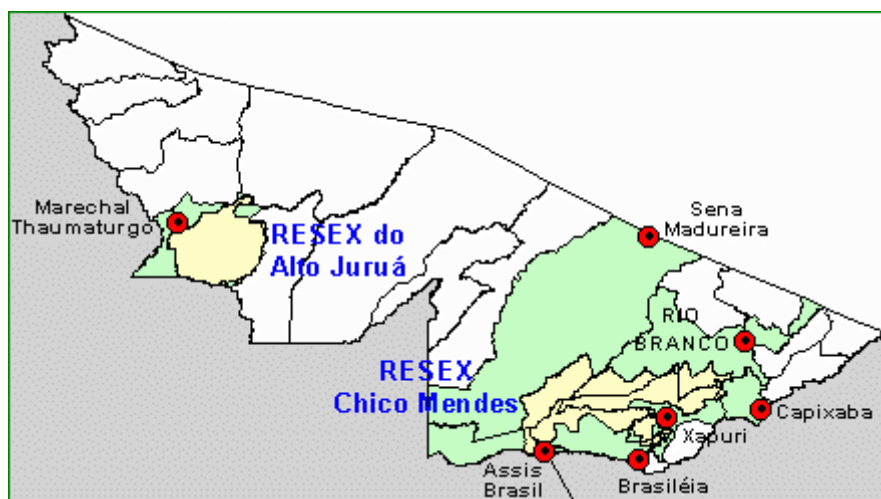 Marechal
Thaumaturgo
RESEX do
Alto Juruá
Sena
Madureira
RIO
BRANCO
RESEX
Chico Mendes
Capixaba
Xapuri
Assis
Brasil
Brasiléia